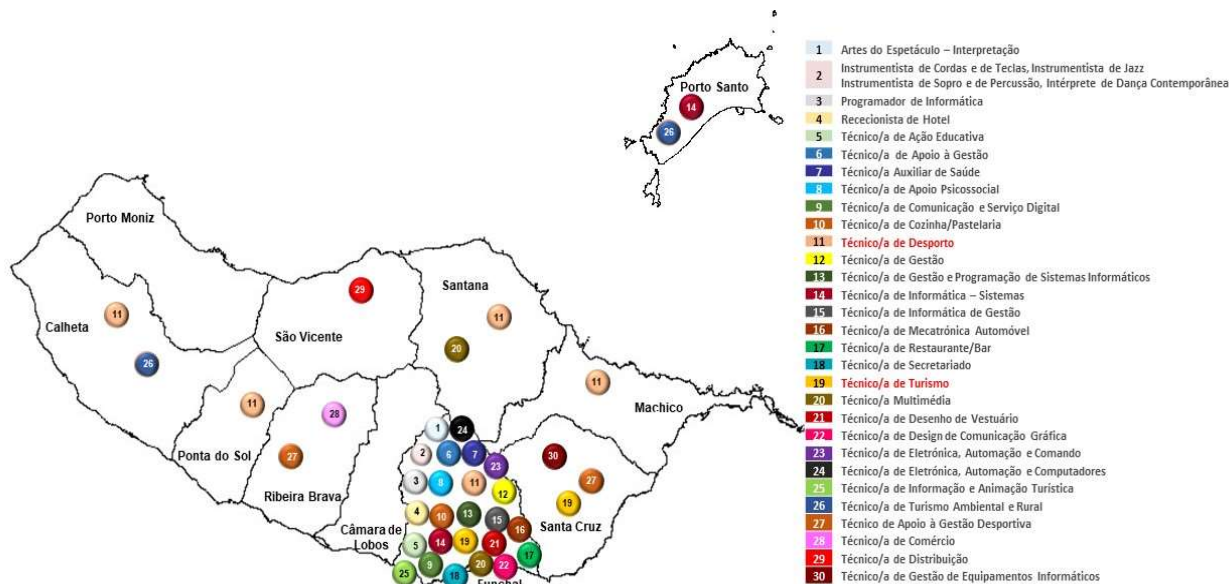 Porto Santo
14
26
Porto Moniz
Calheta
11
26
São Vicente
29
Santana
11
20
Machico
11
Ponta do Sol
11
Ribeira Brava
28
27
Câmara de
Lobos
Santa Cruz
30
27
19
Funchal
1
24
2
6
7
23
3
8
11
12
4
10
13
15
16
5
14
19
21
17
25
9
18
20
22
1 Artes do Espetáculo – Interpretação
2 Instrumentista de Cordas e de Teclas, Instrumentista de Jazz
Instrumentista de Sopro e de Percussão, Intérprete de Dança Contemporânea
3 Programador de Informática
4 Rececionista de Hotel
5 Técnico/a de Ação Educativa
6 Técnico/a de Apoio à Gestão
7 Técnico/a Auxiliar de Saúde
8 Técnico/a de Apoio Psicossocial
9 Técnico/a de Comunicação e Serviço Digital
10 Técnico/a de Cozinha/Pastelaria
11 Técnico/a de Desporto
12 Técnico/a de Gestão
13 Técnico/a de Gestão e Programação de Sistemas Informáticos
14 Técnico/a de Informática – Sistemas
15 Técnico/a de Informática de Gestão
16 Técnico/a de Mecatrónica Automóvel
17 Técnico/a de Restaurante/Bar
18 Técnico/a de Secretariado
19 Técnico/a de Turismo
20 Técnico/a Multimédia
21 Técnico/a de Desenho de Vestuário
22 Técnico/a de Design de Comunicação Gráfica
23 Técnico/a de Eletrónica, Automação e Comando
24 Técnico/a de Eletrónica, Automação e Computadores
25 Técnico/a de Informação e Animação Turística
26 Técnico/a de Turismo Ambiental e Rural
27 Técnico de Apoio à Gestão Desportiva
28 Técnico/a de Comércio
29 Técnico/a de Distribuição
30 Técnico/a de Gestão de Equipamentos Informáticos